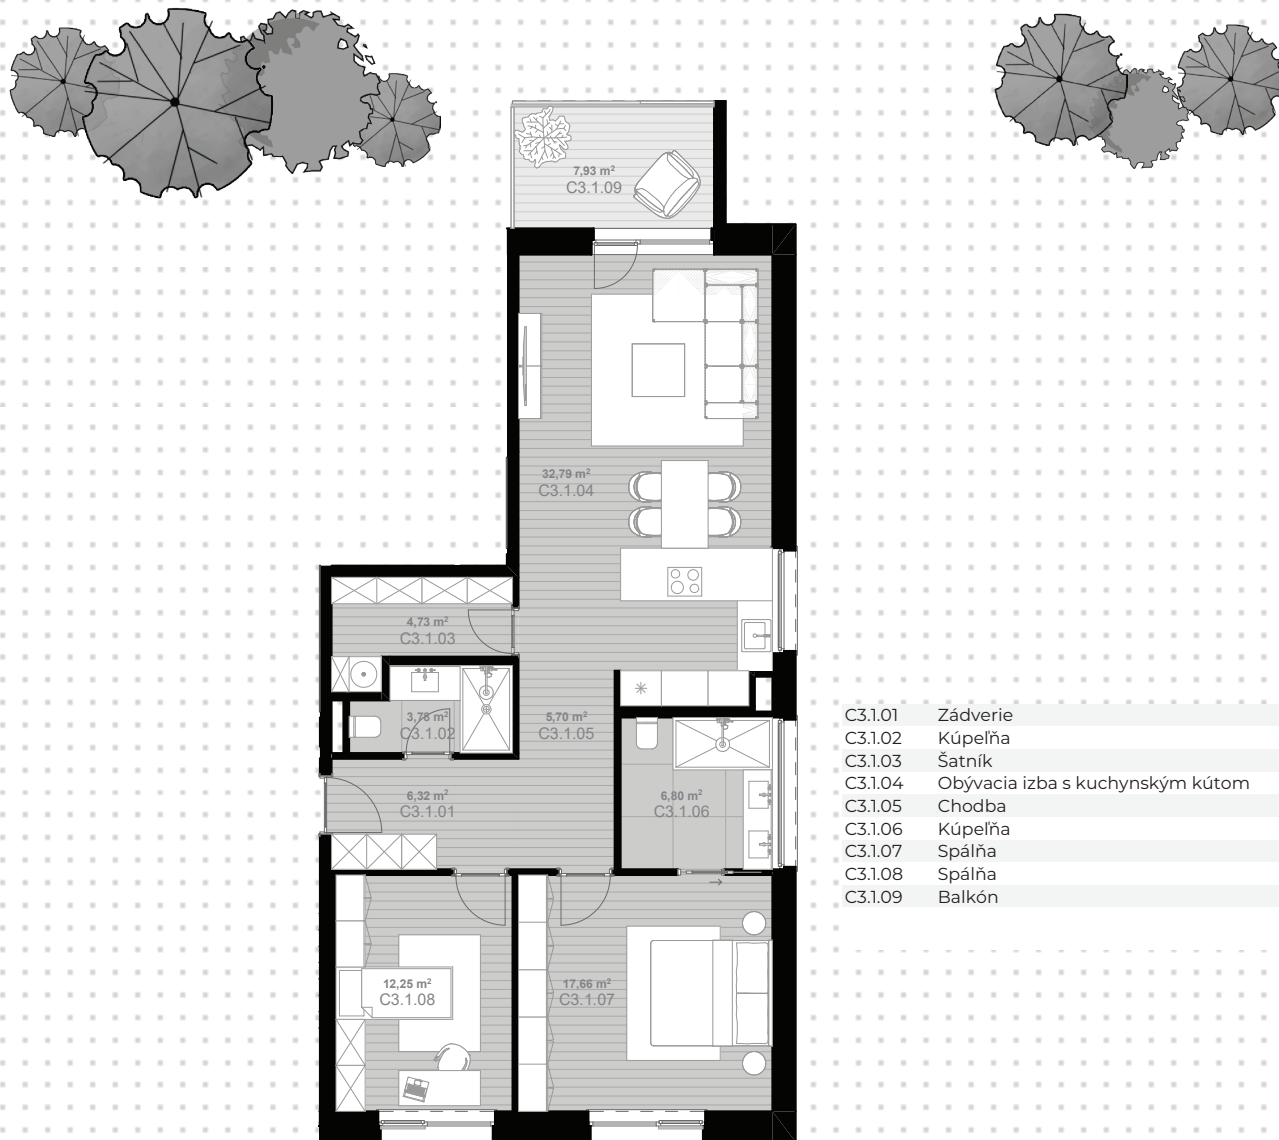 7,93 m²
C3.1.09
32,79 m²
C3.1.04
4,73 m²
C3.1.03
3,78 m²
C3.1.02
5,70 m²
C3.1.05
6,32 m²
C3.1.01
6,80 m²
C3.1.06
12,25 m²
C3.1.08
17,66 m²
C3.1.07
C3.1.01 Zádverie
C3.1.02 Kúpeľňa
C3.1.03 Šatník
C3.1.04 Obývacia izba s kuchynským kútom
C3.1.05 Chodba
C3.1.06 Kúpeľňa
C3.1.07 Spálňa
C3.1.08 Spálňa
C3.1.09 Balkón